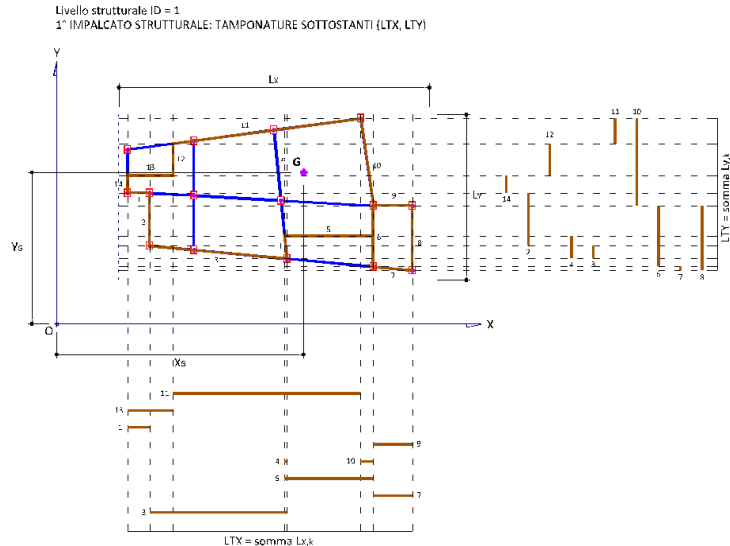 Livello strutturale ID = 1
1° IMPALCATO STRUTTURALE: TAMPONATURE SOTTOSTANTI (LTX, LTY)
Y
Lx
11
10
11
12
12
G
13
10
14
14
9
LY
1
2
5
6
8
2
4
3
3
7
6
7
8
YG
LTY = somma Ly,k
O
X
XG
11
13
1
9
4
10
5
7
3
LTX = somma Lx,k